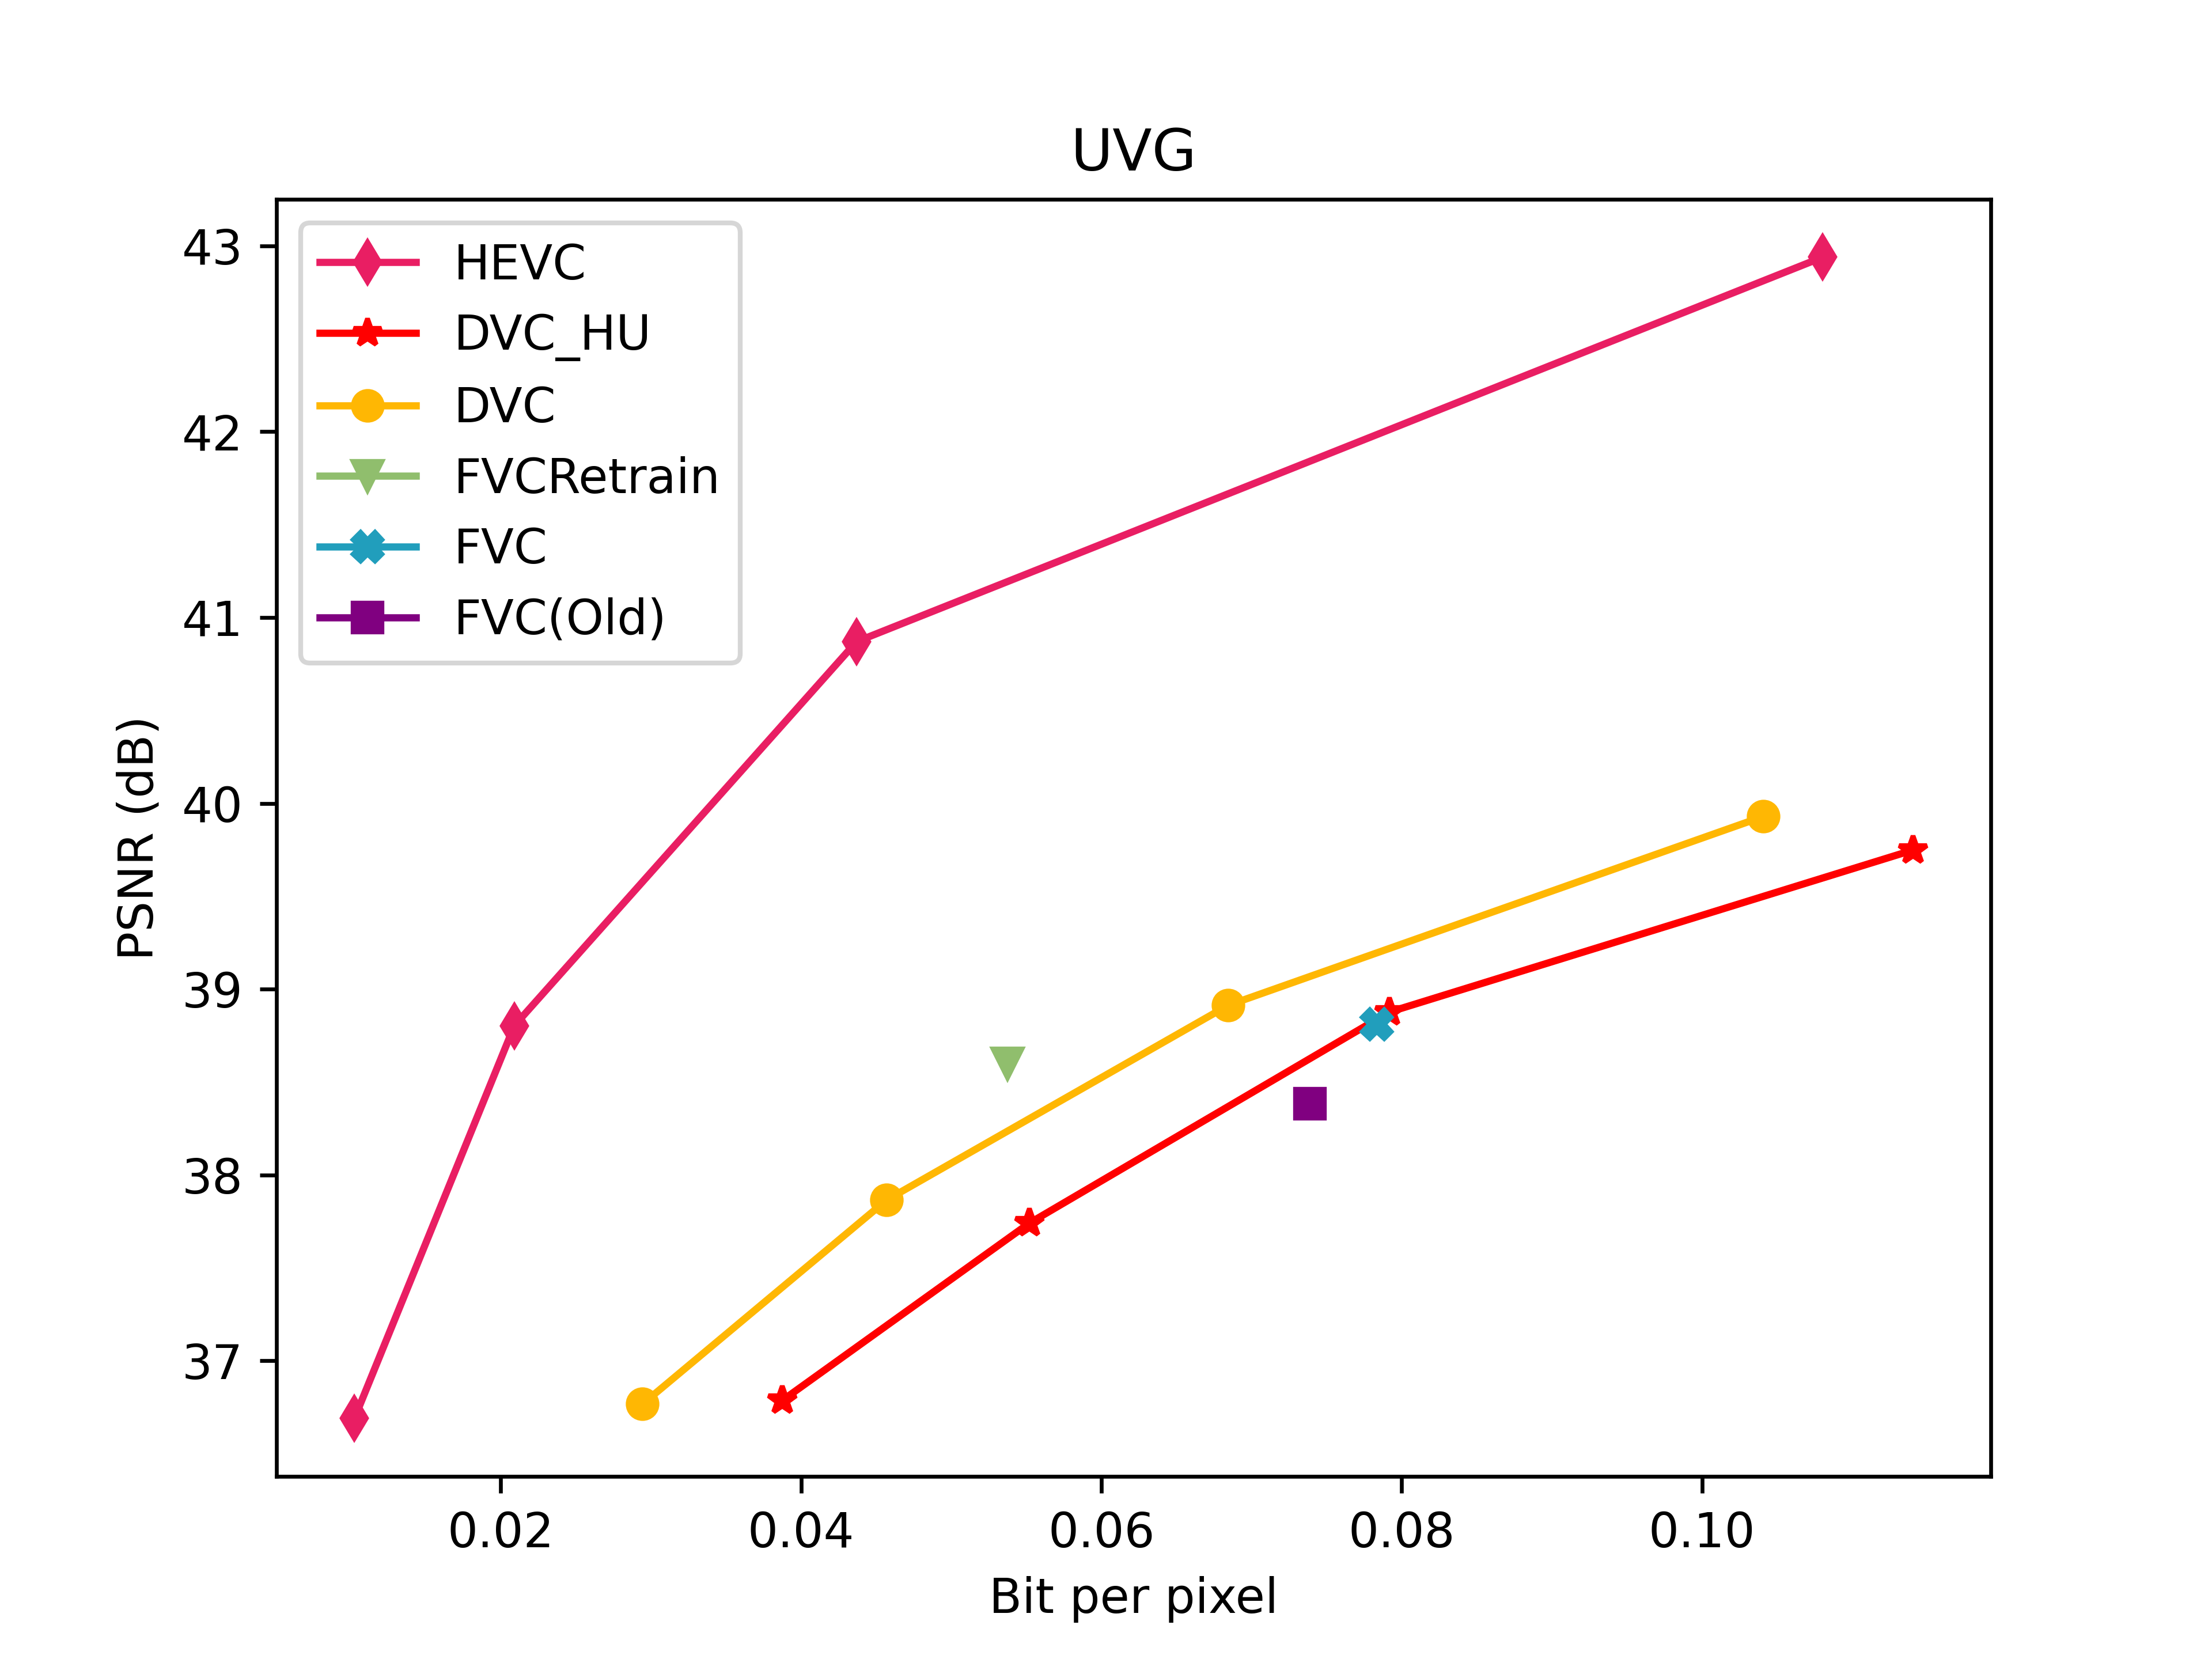 UVG
HEVC
DVC_HU
DVC
FVCRetrain
FVC
FVC(Old)
43
42
41
40
39
38
37
PSNR (dB)
0.02 0.04 0.06 0.08 0.10
Bit per pixel